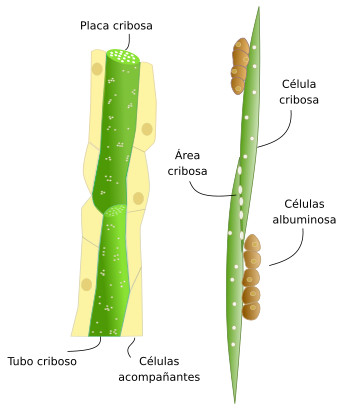 Placa cribosa
Célula
cribosa
Área
cribosa
Células
albuminosa
Tubo criboso
Células
acompañantes